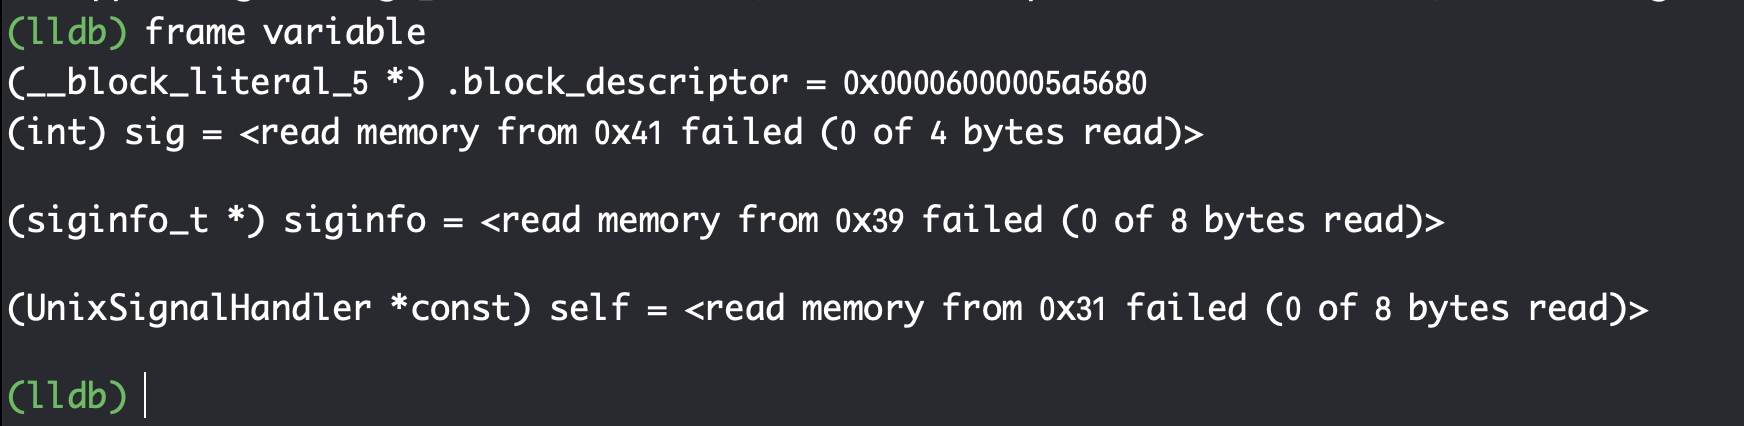 (lldb) frame variable
(__block_literal_5 *) .block_descriptor = 0x00006000005a5680
(int) sig = <read memory from 0x41 failed (0 of 4 bytes read)>
(siginfo_t *) siginfo = <read memory from 0x39 failed (0 of 8 bytes read)>
(UnixSignalHandler *const) self = <read memory from 0x31 failed (0 of 8 bytes read)>
(lldb)